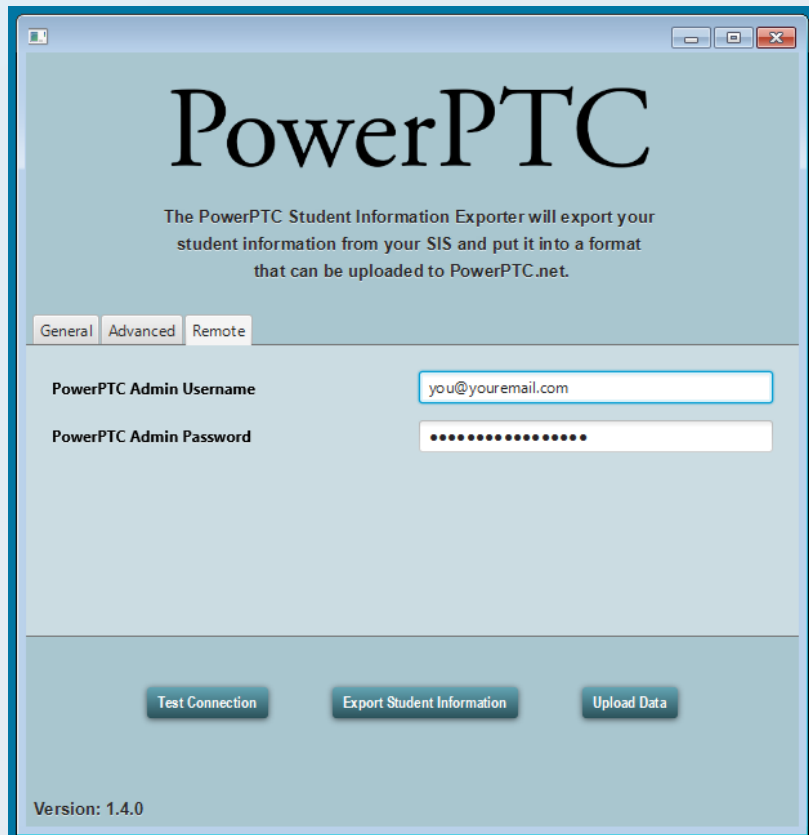 PowerPTC
The PowerPTC Student Information Exporter will export your
student information from your SIS and put it into a format
that can be uploaded to PowerPTC.net.
General Advanced Remote
PowerPTC Admin Username you@youremail.com
PowerPTC Admin Password •••••••••••••••••
Test Connection Export Student Information Upload Data
Version: 1.4.0